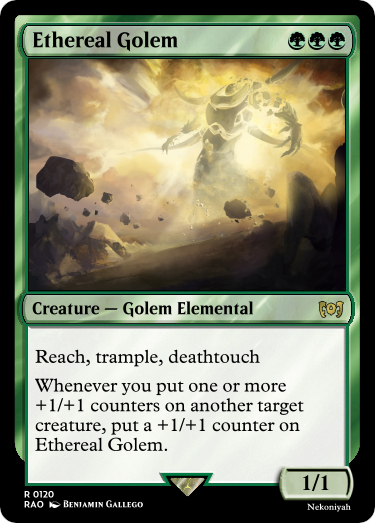 Ethereal Golem
Creature — Golem Elemental
Reach, trample, deathtouch
Whenever you put one or more
+1/+1 counters on another target
creature, put a +1/+1 counter on
Ethereal Golem.
1/1
R 0120
RAO Benjamin Gallego
Nekoniyah